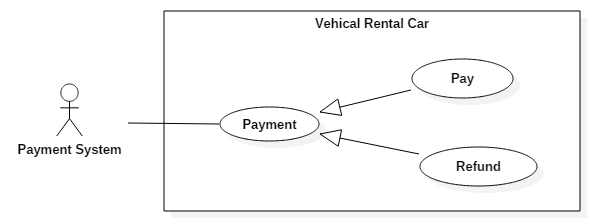 Vehical Rental Car
Pay
Payment
Payment System
Refund